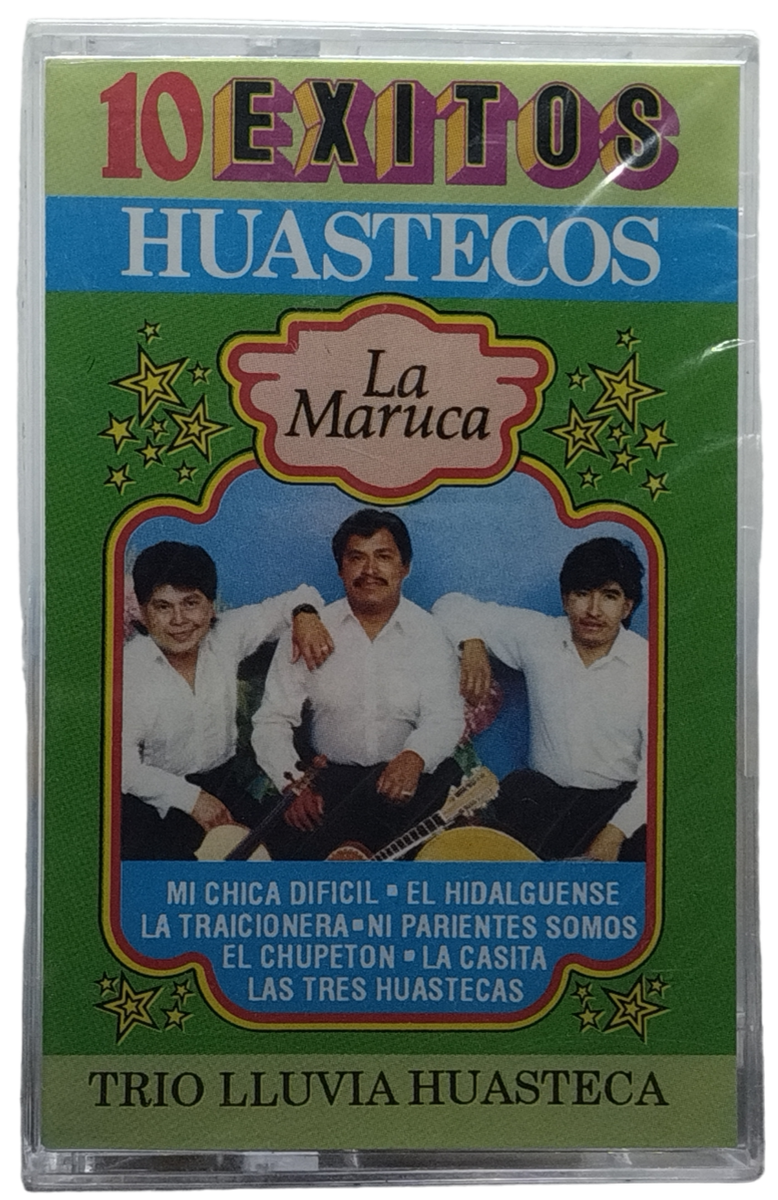 10 EXITOS
HUASTECOS
La
Maruca
MI CHICA DIFICIL ▪ EL HIDALGUENSE
LA TRAICIONERA ▪ NI PARIENTES SOMOS
EL CHUPETON ▪ LA CASITA
LAS TRES HUASTECAS
TRIO LLUVIA HUASTECA